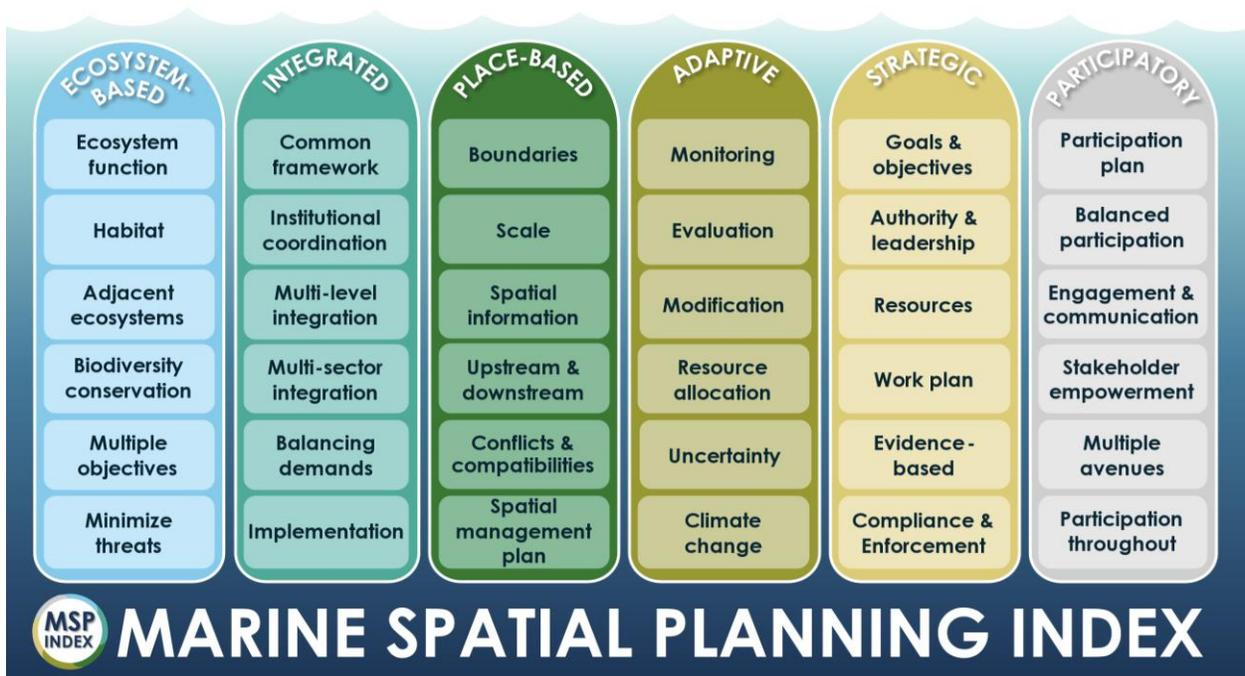 ECOSYSTEM-
BASED
Ecosystem
function
Habitat
Adjacent
ecosystems
Biodiversity
conservation
Multiple
objectives
Minimize
threats
INTEGRATED
Common
framework
Institutional
coordination
Multi-level
integration
Multi-sector
integration
Balancing
demands
Implementation
PLACE-BASED
Boundaries
Scale
Spatial
information
Upstream &
downstream
Conflicts &
compatibilities
Spatial
management
plan
ADAPTIVE
Monitoring
Evaluation
Modification
Resource
allocation
Uncertainty
Climate
change
STRATEGIC
Goals &
objectives
Authority &
leadership
Resources
Work plan
Evidence-
based
Compliance &
Enforcement
PARTICIPATORY
Participation
plan
Balanced
participation
Engagement &
communication
Stakeholder
empowerment
Multiple
avenues
Participation
throughout
MSP
INDEX
MARINE SPATIAL PLANNING INDEX